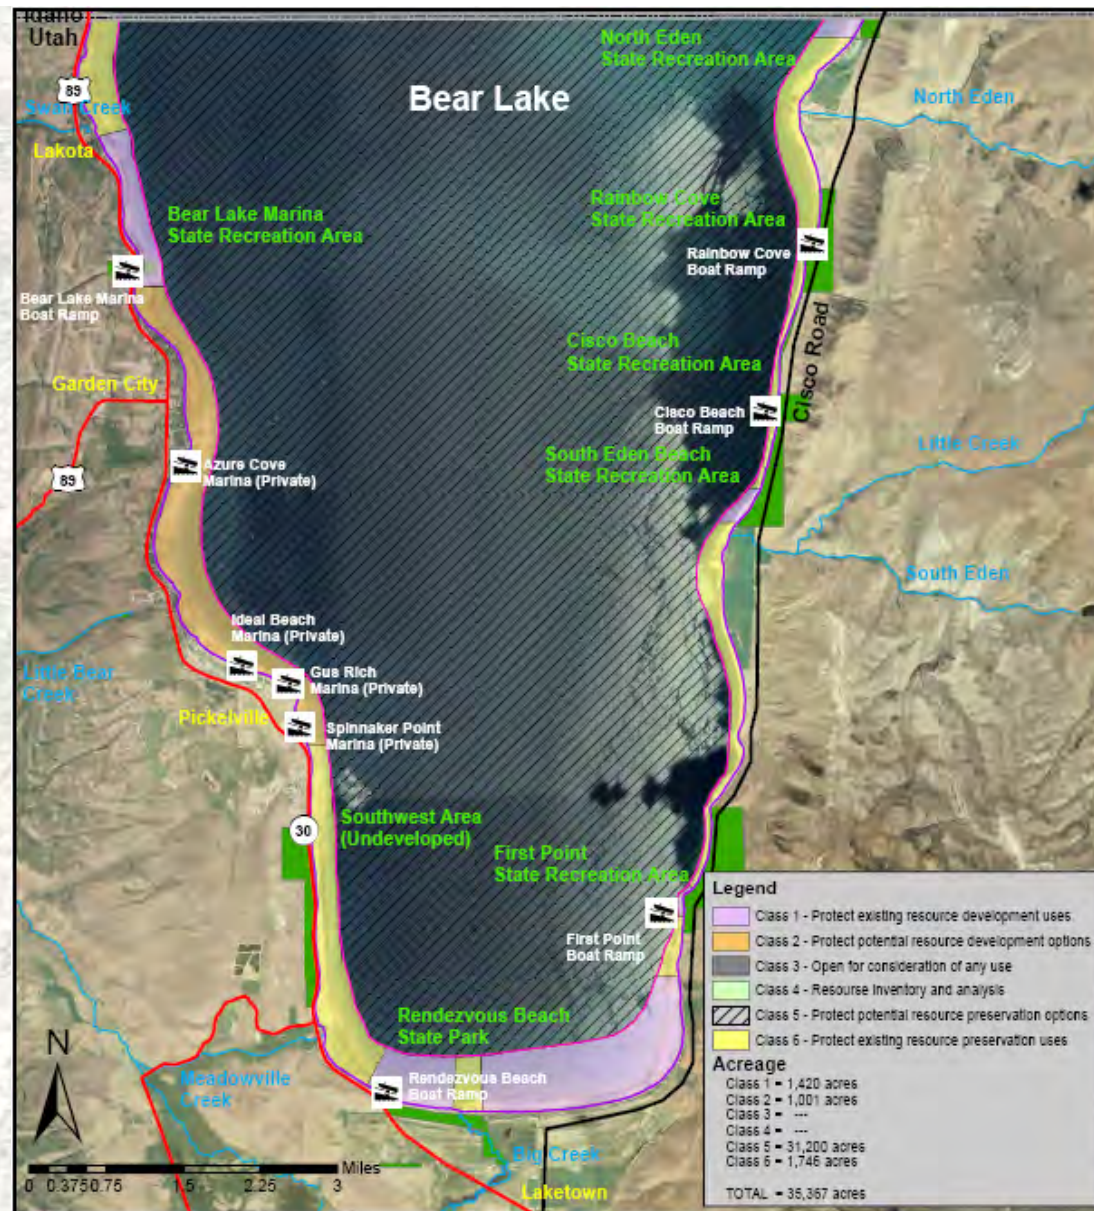 Idaho
Utah
89
Swan Creek
Lakota
Bear Lake
North Eden
State Recreation Area
North Eden
Bear Lake Marina
State Recreation Area
Rainbow Cove
State Recreation Area
Rainbow Cove
Boat Ramp
Bear Lake Marina
Boat Ramp
Cisco Road
Cisco Beach
State Recreation Area
Garden City
Cisco Beach
Boat Ramp
Little Creek
South Eden Beach
State Recreation Area
Azure Cove
Marina (Private)
89
South Eden
Ideal Beach
Marina (Private)
Little Bear
Creek
Gus Rich
Marina (Private)
Pickelville
Spinnaker Point
Marina (Private)
30
Southwest Area
(Undeveloped)
First Point
State Recreation Area
First Point
Boat Ramp
Rendezvous Beach
State Park
Rendezvous Beach
Boat Ramp
Meadowville
Creek
Big Creek
Laketown
N
Miles
0 0.375 0.75 1.5 2.25 3
Legend
Class 1 - Protect existing resource development uses
Class 2 - Protect potential resource development options
Class 3 - Open for consideration of any use
Class 4 - Resourse inventory and analysis
Class 5 - Protect potential resource preservation options
Class 6 - Protect existing resource preservation uses
Acreage
Class 1 = 1,420 acres
Class 2 = 1,001 acres
Class 3 = ---
Class 4 = ---
Class 5 = 31,200 acres
Class 6 = 1,746 acres
TOTAL = 35,367 acres